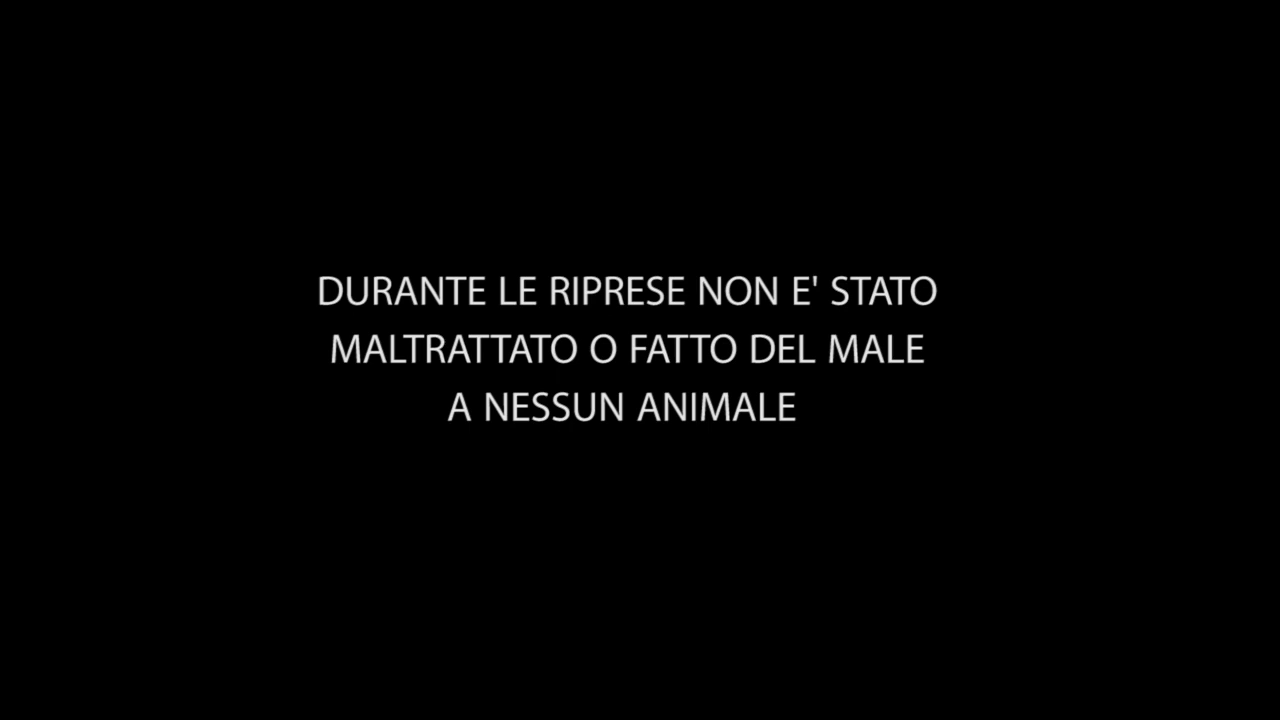 DURANTE LE RIPRESE NON E' STATO
MALTRATTATO O FATTO DEL MALE
A NESSUN ANIMALE